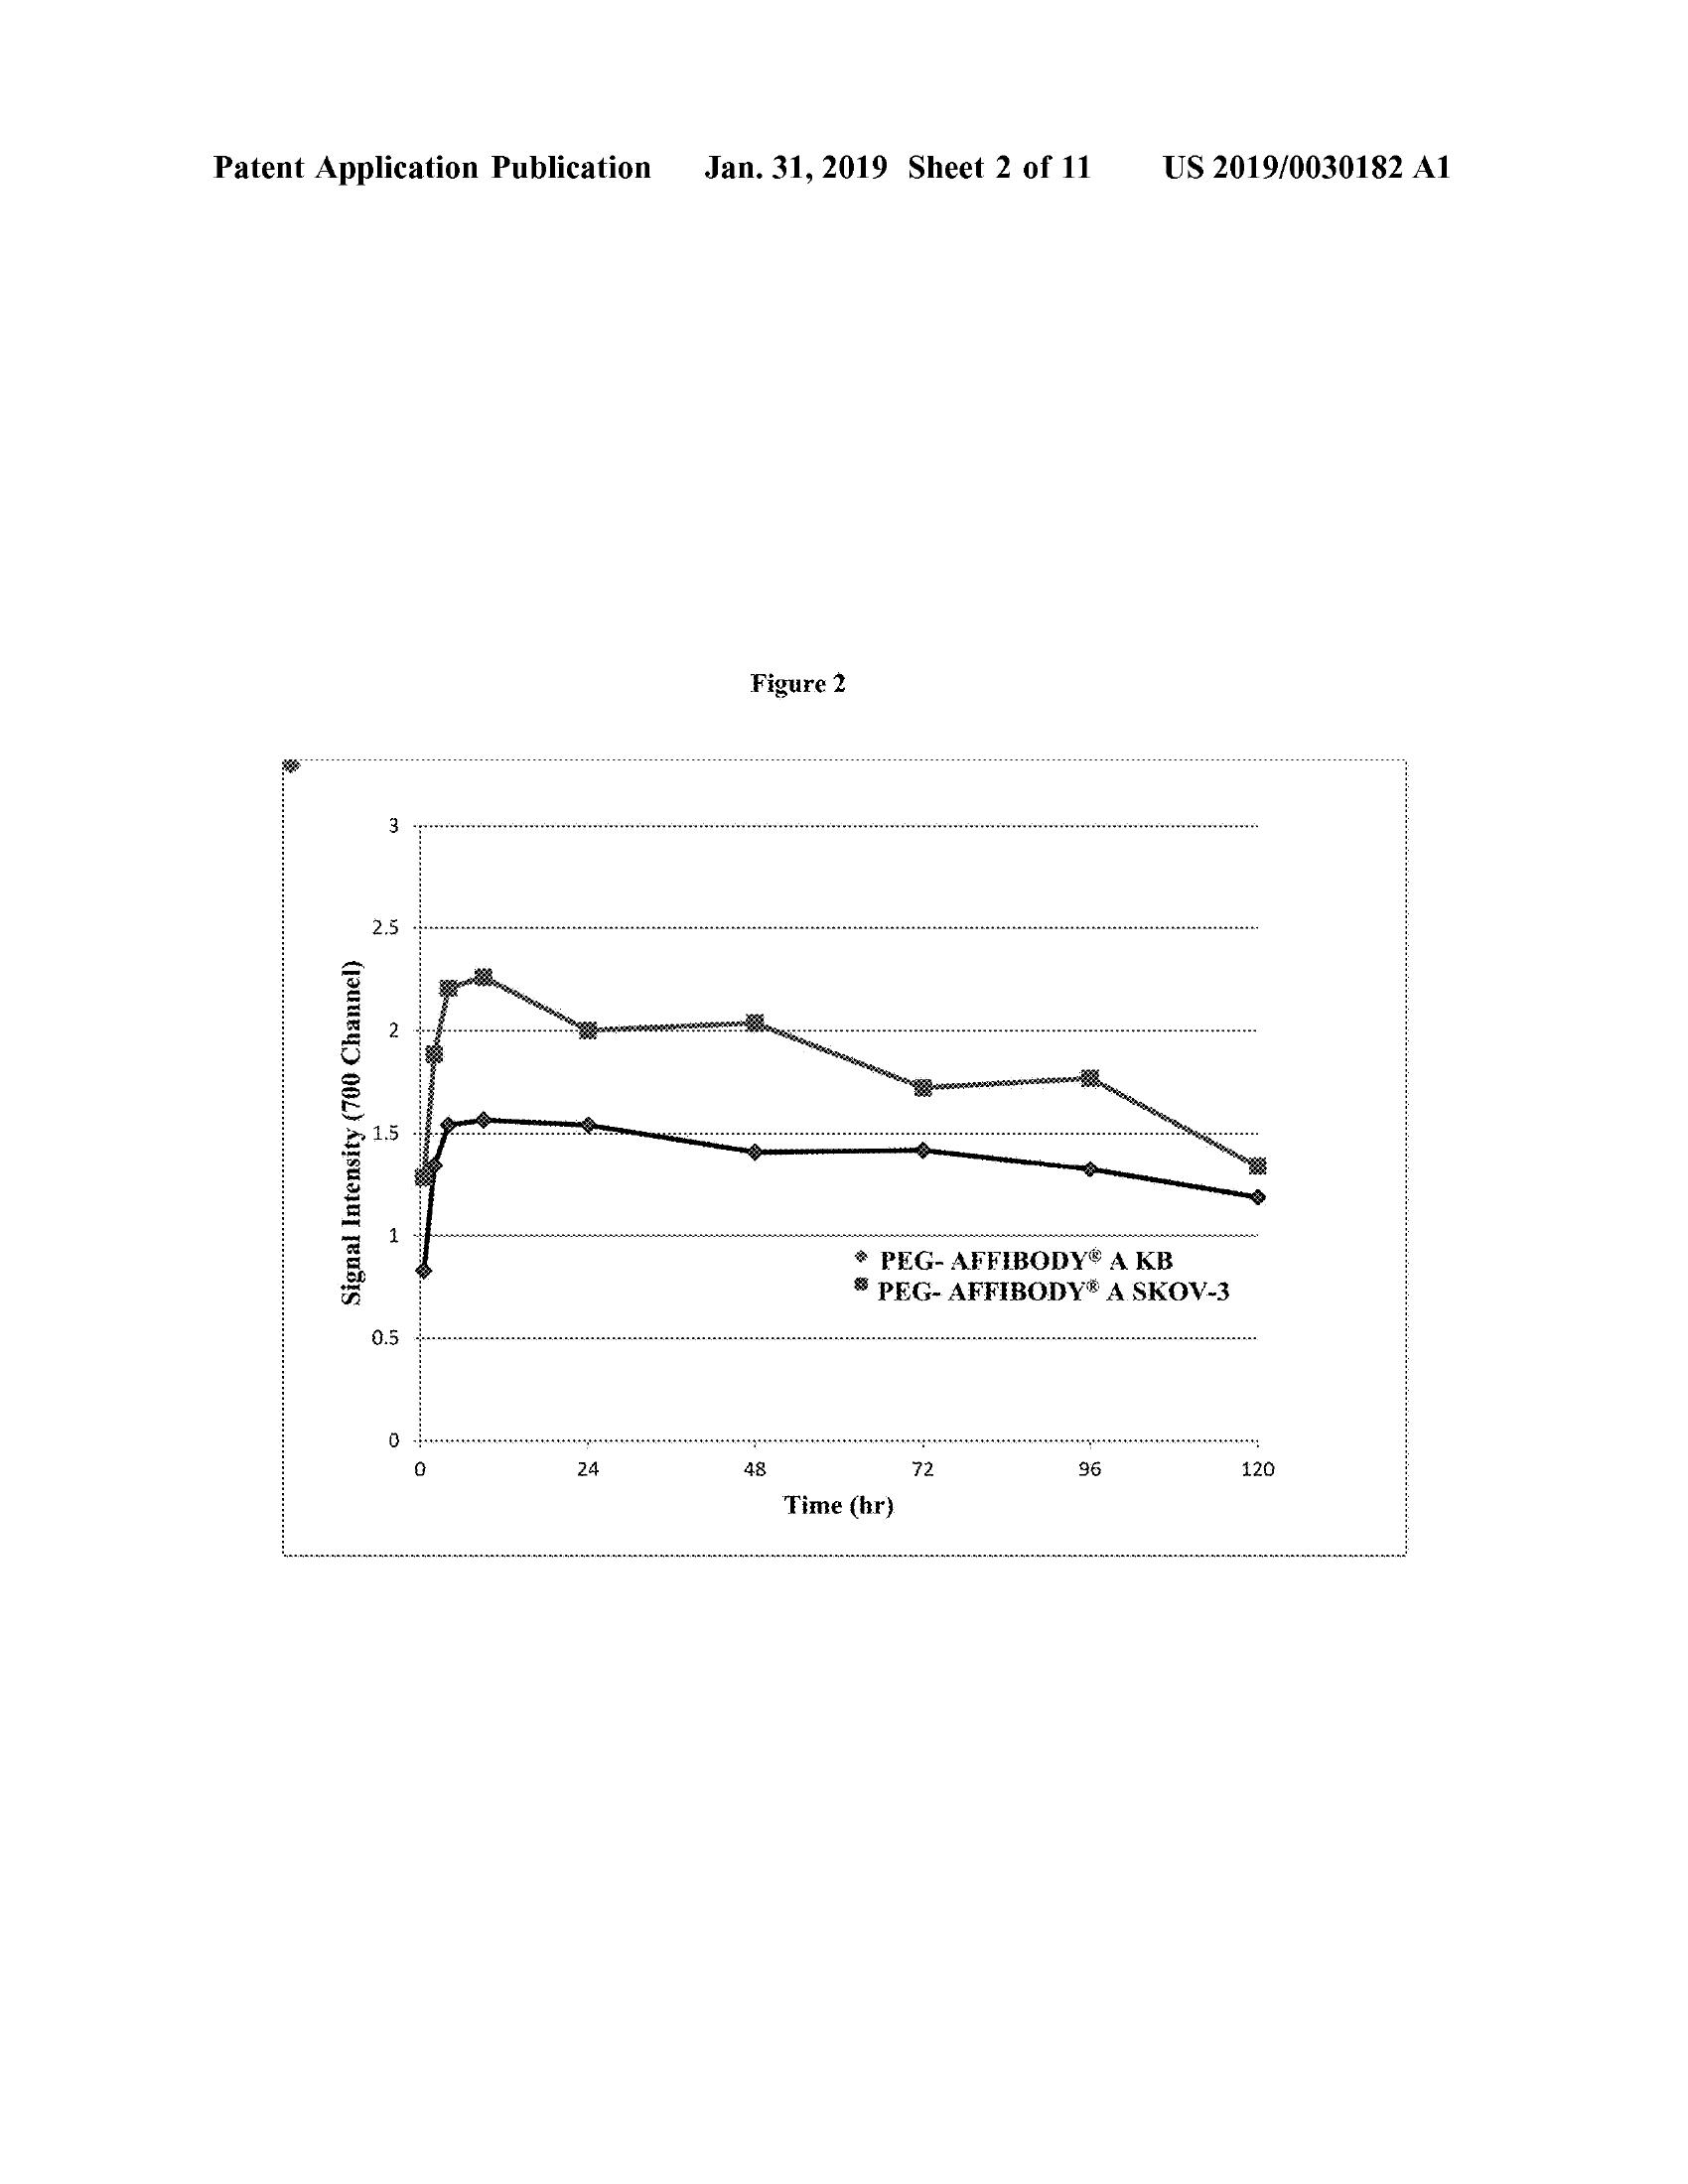 Patent Application Publication Jan. 31, 2019 Sheet 2 of 11 US 2019/0030182 A1
Figure 2
3
2.5
2
1.5
1
0.5
0
Signal Intensity (700 Channel)
PEG- AFFIBODY® A KB
PEG- AFFIBODY® A SKOV-3
0 24 48 72 96 120
Time (hr)